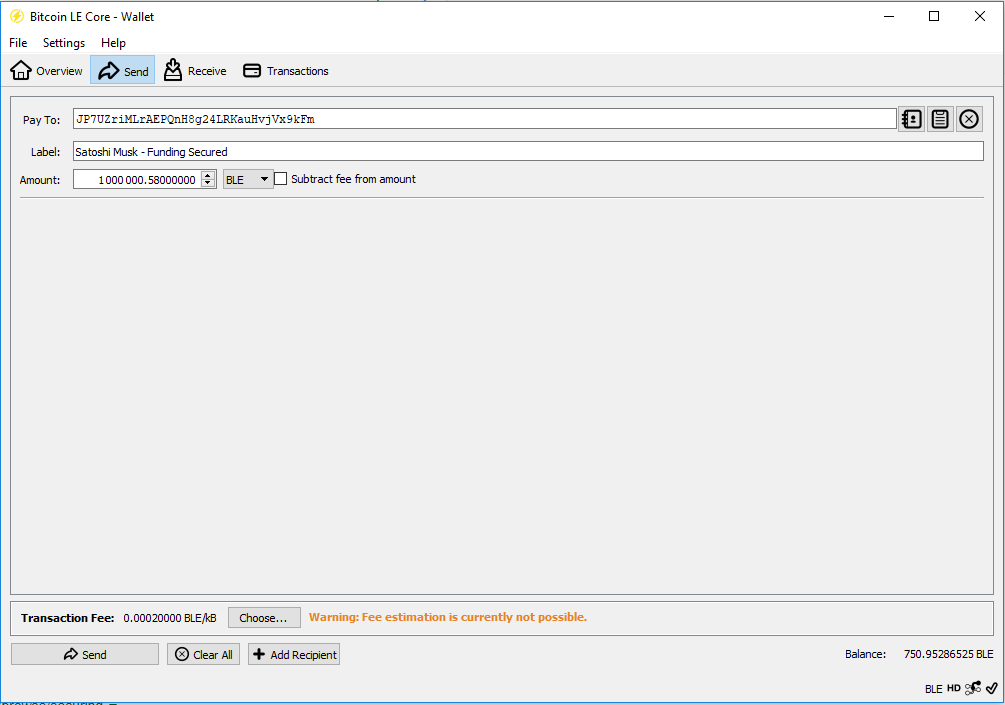 Bitcoin LE Core - Wallet
File Settings Help
Overview Send Receive Transactions
Pay To: JP7UZriMLrAEPQnH8g24LRKauHvjVx9kFm
Label: Satoshi Musk - Funding Secured
Amount: 1 000 000.58000000 BLE Subtract fee from amount
Transaction Fee: 0.00020000 BLE/kB Choose... Warning: Fee estimation is currently not possible.
Send Clear All Add Recipient Balance: 750.95286525 BLE
BLE HD